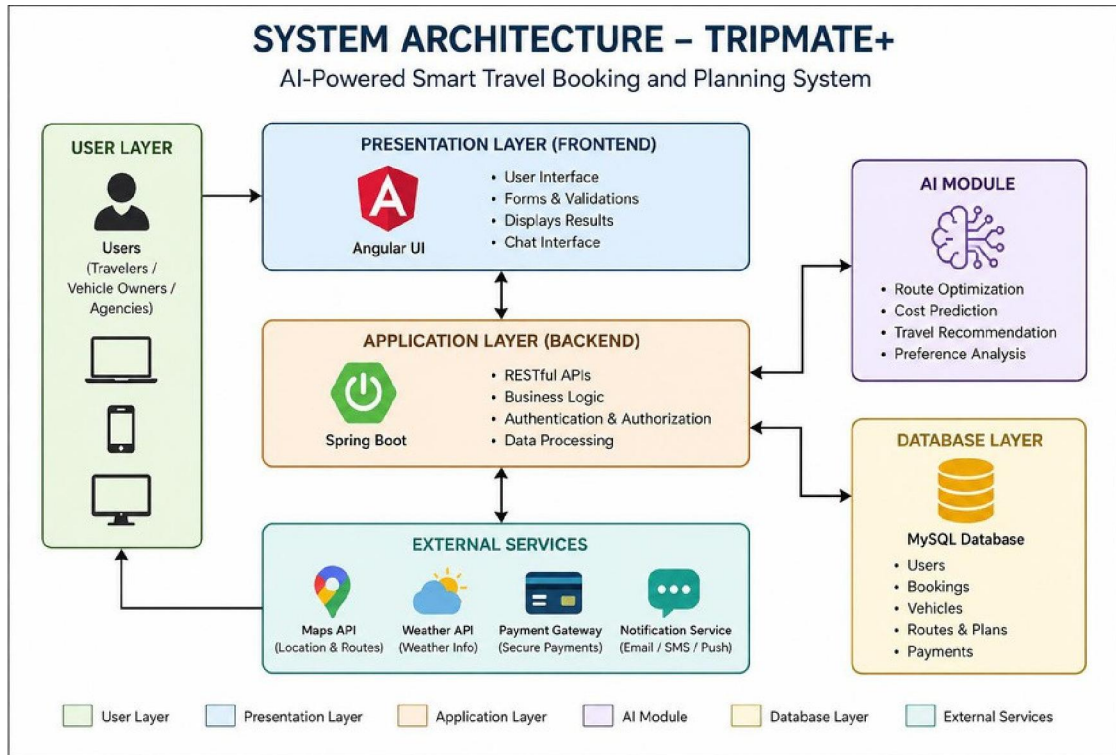 SYSTEM ARCHITECTURE – TRIPMATE+
AI-Powered Smart Travel Booking and Planning System
USER LAYER
Users
(Travelers /
Vehicle Owners /
Agencies)
PRESENTATION LAYER (FRONTEND)
A
Angular UI
• User Interface
• Forms & Validations
• Displays Results
• Chat Interface
APPLICATION LAYER (BACKEND)
Spring Boot
• RESTful APIs
• Business Logic
• Authentication & Authorization
• Data Processing
AI MODULE
• Route Optimization
• Cost Prediction
• Travel Recommendation
• Preference Analysis
DATABASE LAYER
MySQL Database
• Users
• Bookings
• Vehicles
• Routes & Plans
• Payments
EXTERNAL SERVICES
Maps API
(Location & Routes)
Weather API
(Weather Info)
Payment Gateway
(Secure Payments)
Notification Service
(Email / SMS / Push)
User Layer
Presentation Layer
Application Layer
AI Module
Database Layer
External Services